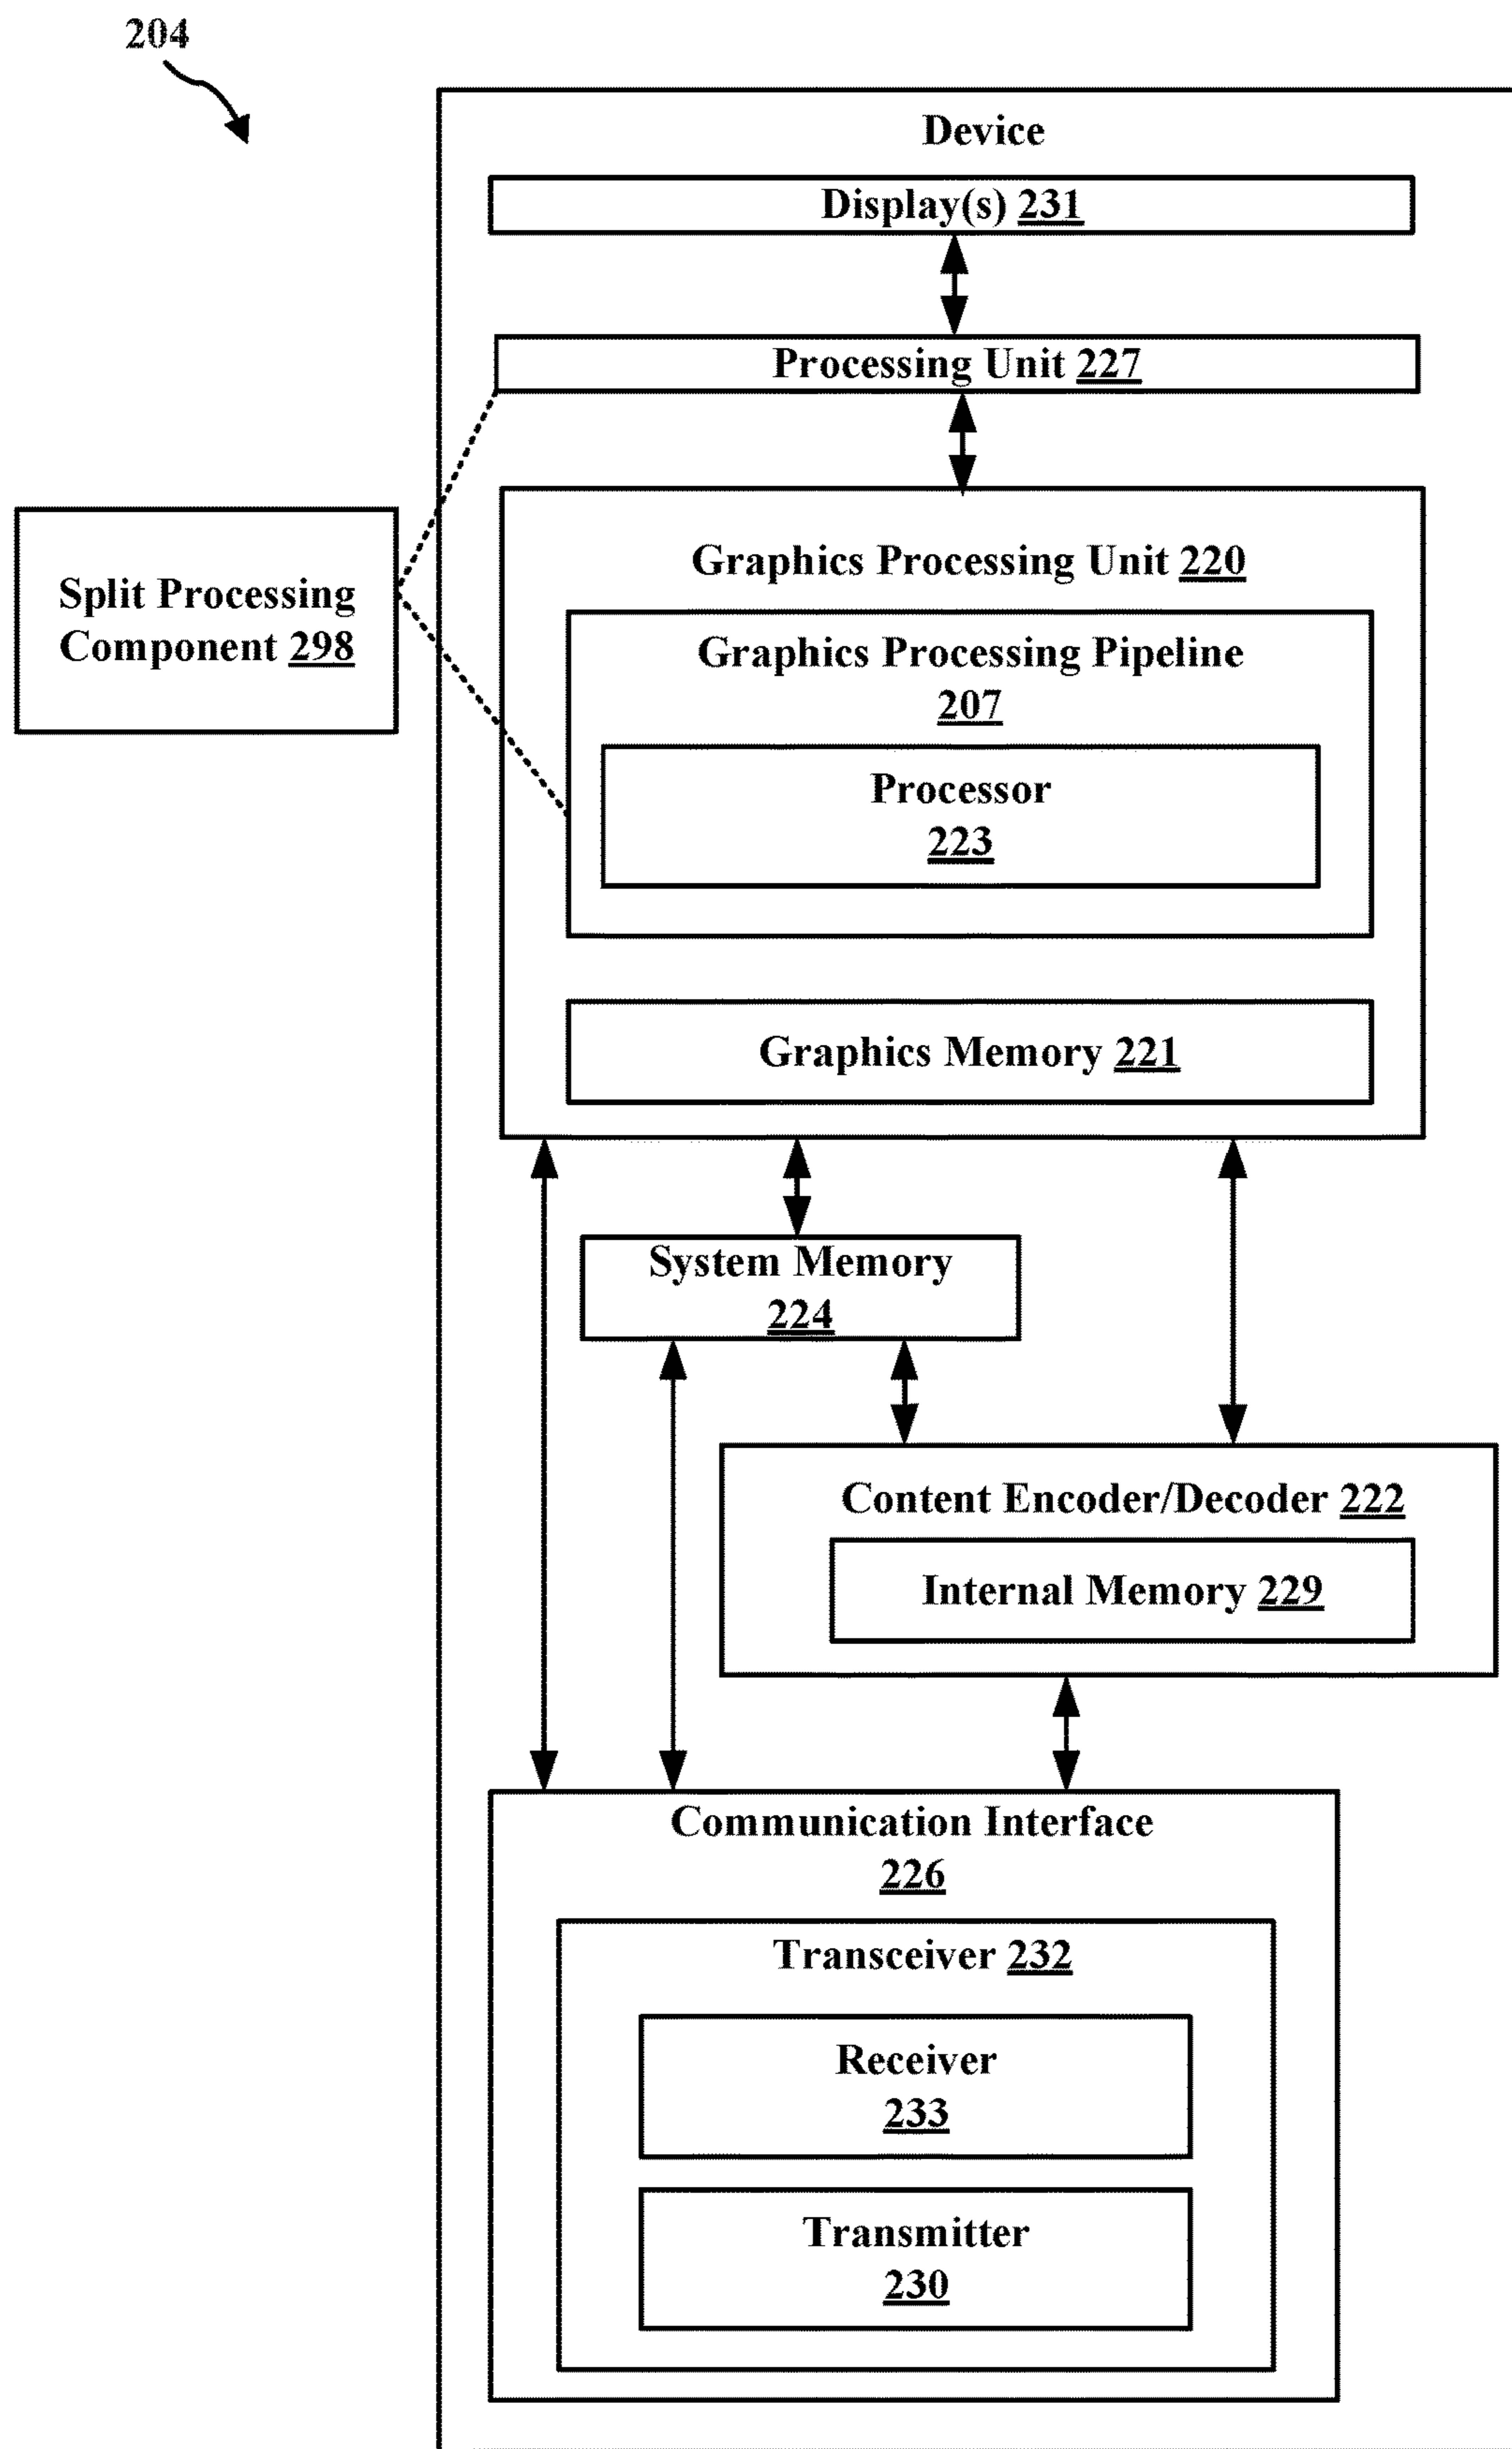 204
Device
Display(s) 231
Processing Unit 227
Split Processing
Component 298
Graphics Processing Unit 220
Graphics Processing Pipeline
207
Processor
223
Graphics Memory 221
System Memory
224
Content Encoder/Decoder 222
Internal Memory 229
Communication Interface
226
Transceiver 232
Receiver
233
Transmitter
230